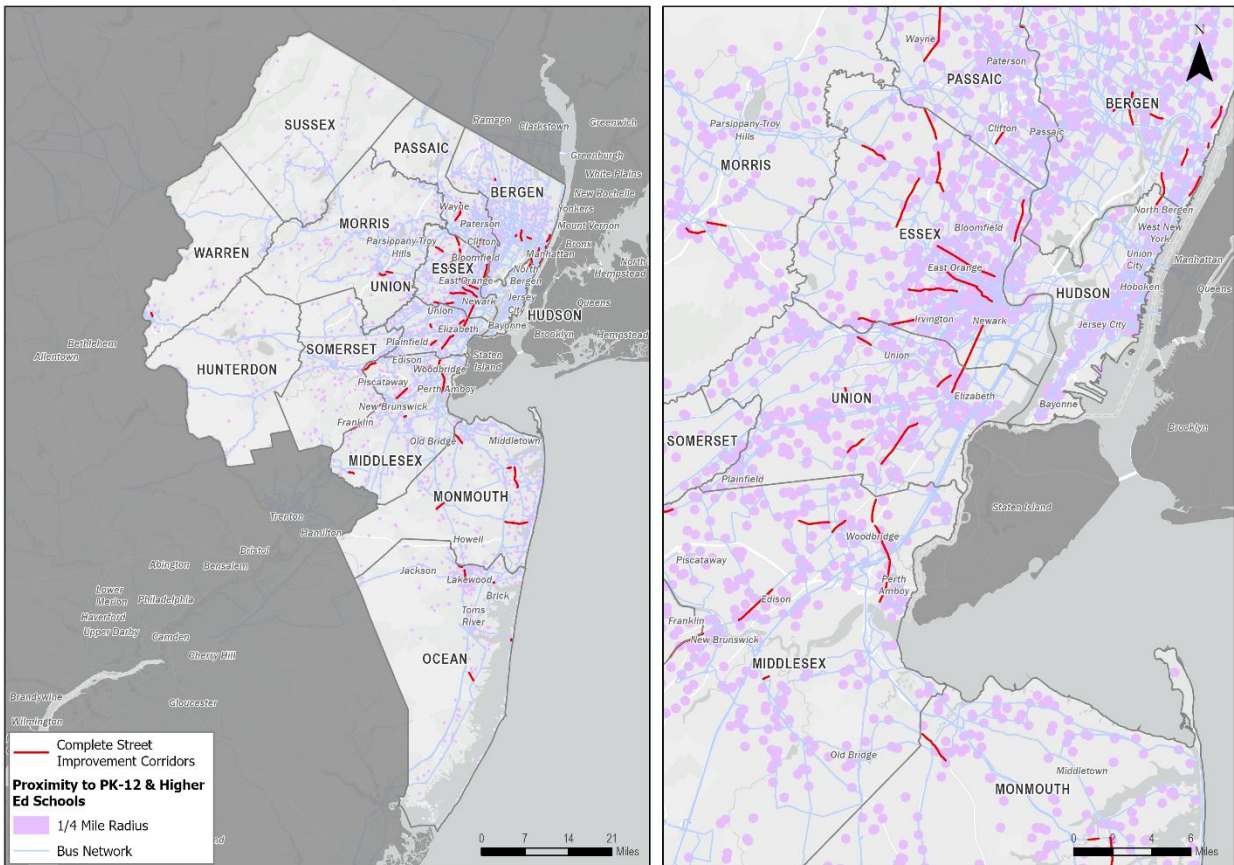 Ramapo
Clarkstown
Greenwich
SUSSEX
PASSAIC
Greenburgh
White Plains
BERGEN
New Rochelle
Wayne
Yonkers
MORRIS
Paterson
Mount Vernon
Parsippany-Troy
Hills
Clifton
Bronx
WARREN
Bloomfield
Manhattan
ESSEX
North
Hempstead
East Orange
North
Bergen
UNION
Newark
Jersey
City
HUDSON
Queens
Union
Elizabeth
Bayonne
Brooklyn
Hempstead
Bethlehem
Allentown
SOMERSET
Plainfield
Staten
Island
HUNTERDON
Edison
Woodbridge
Piscataway
Perth Amboy
New Brunswick
Franklin
Old Bridge
Middletown
MIDDLESEX
MONMOUTH
Trenton
Hamilton
Howell
Bristol
Abington
Bensalem
Jackson
Lakewood
Lower
Merion
Philadelphia
Brick
Haverford
Toms
River
Upper Darby
Camden
Cherry Hill
OCEAN
Brandywine
Gloucester
Wilmington
Complete Street
Improvement Corridors
Proximity to PK-12 & Higher
Ed Schools
1/4 Mile Radius
Bus Network
0 7 14 21
Miles
N
Wayne
Paterson
PASSAIC
BERGEN
Parsippany-Troy
Hills
Clifton
Passaic
MORRIS
North Bergen
ESSEX
Bloomfield
West New
York
Union
City
Manhattan
East Orange
HUDSON
Hoboken
Queens
Irvington
Newark
Jersey City
Union
UNION
Elizabeth
Bayonne
Brooklyn
SOMERSET
Plainfield
Staten Island
Woodbridge
Piscataway
Perth
Amboy
Edison
Franklin
New Brunswick
MIDDLESEX
Old Bridge
Middletown
MONMOUTH
0 2 4 6
Miles